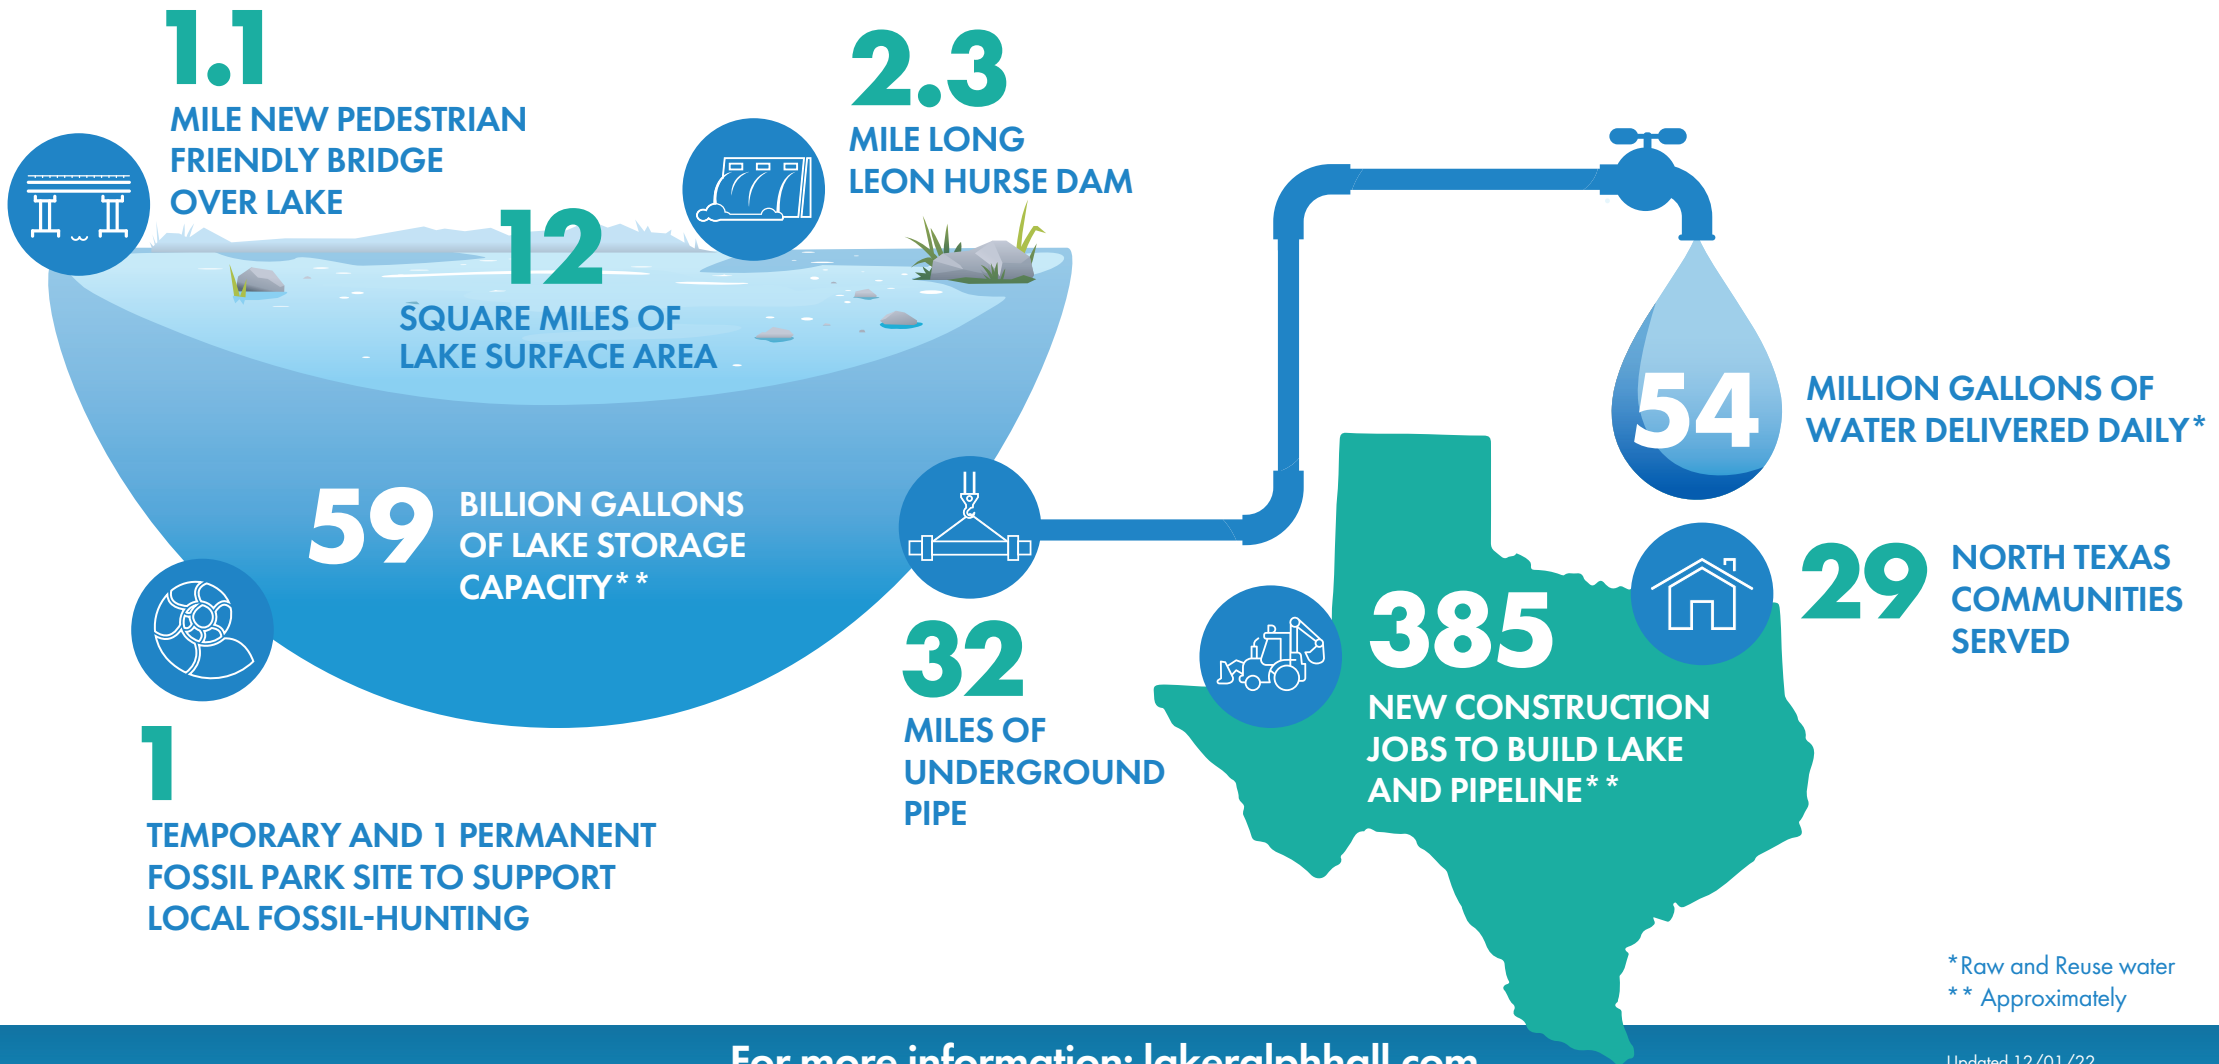 1.1
MILE NEW PEDESTRIAN
FRIENDLY BRIDGE
OVER LAKE
2.3
MILE LONG
LEON HURSE DAM
12
SQUARE MILES OF
LAKE SURFACE AREA
59
BILLION GALLONS
OF LAKE STORAGE
CAPACITY**
1
TEMPORARY AND 1 PERMANENT
FOSSIL PARK SITE TO SUPPORT
LOCAL FOSSIL-HUNTING
32
MILES OF
UNDERGROUND
PIPE
54
MILLION GALLONS OF
WATER DELIVERED DAILY*
385
NEW CONSTRUCTION
JOBS TO BUILD LAKE
AND PIPELINE**
29
NORTH TEXAS
COMMUNITIES
SERVED
*Raw and Reuse water
** Approximately
For more information: lakeralphhall.com
Updated 12/01/22